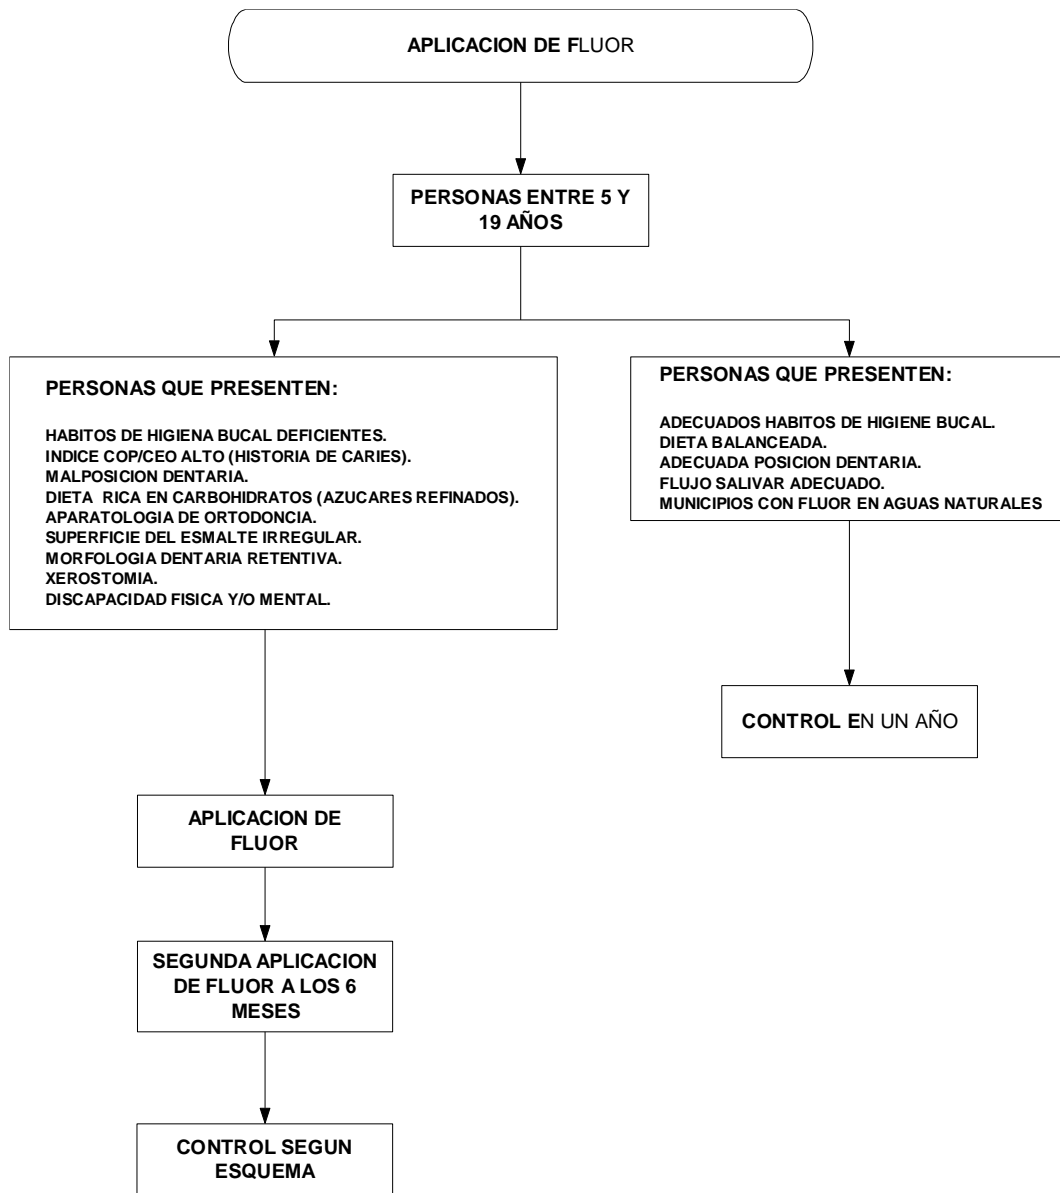 APLICACION DE FLUOR
PERSONAS ENTRE 5 Y
19 AÑOS
PERSONAS QUE PRESENTEN:
HABITOS DE HIGIENA BUCAL DEFICIENTES.
INDICE COP/CEO ALTO (HISTORIA DE CARIES).
MALPOSICION DENTARIA.
DIETA RICA EN CARBOHIDRATOS (AZUCARES REFINADOS).
APARATOLOGIA DE ORTODONCIA.
SUPERFICIE DEL ESMALTE IRREGULAR.
MORFOLOGIA DENTARIA RETENTIVA.
XEROSTOMIA.
DISCAPACIDAD FISICA Y/O MENTAL.
PERSONAS QUE PRESENTEN:
ADECUADOS HABITOS DE HIGIENE BUCAL.
DIETA BALANCEADA.
ADECUADA POSICION DENTARIA.
FLUJO SALIVAR ADECUADO.
MUNICIPIOS CON FLUOR EN AGUAS NATURALES
CONTROL EN UN AÑO
APLICACION DE
FLUOR
SEGUNDA APLICACION
DE FLUOR A LOS 6
MESES
CONTROL SEGUN
ESQUEMA